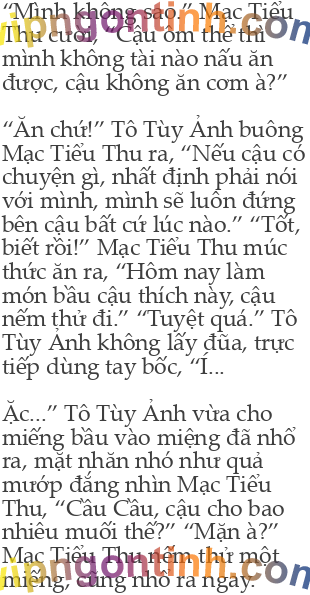 “Mình không sao.” Mạc Tiểu
Thu cười, “Cậu ôm thế thì
mình không tài nào nấu ăn
được, cậu không ăn cơm à?”
“Ăn chứ!” Tô Tùy Ảnh buông
Mạc Tiểu Thu ra, “Nếu cậu có
chuyện gì, nhất định phải nói
với mình, mình sẽ luôn đứng
bên cậu bất cứ lúc nào.” “Tốt,
biết rồi!” Mạc Tiểu Thu múc
thức ăn ra, “Hôm nay làm
món bầu cậu thích này, cậu
nếm thử đi.” “Tuyệt quá.” Tô
Tùy Ảnh không lấy đũa, trực
tiếp dùng tay bốc, “Í...
Ặc...” Tô Tùy Ảnh vừa cho
miếng bầu vào miệng đã nhổ
ra, mặt nhăn nhó như quả
mướp đắng nhìn Mạc Tiểu
Thu, “Cầu Cầu, cậu cho bao
nhiêu muối thế?” “Mặn à?”
Mạc Tiểu Thu nếm thử một
miếng, cũng nhổ ra ngay.
vipngontinh.com
vipngontinh.com